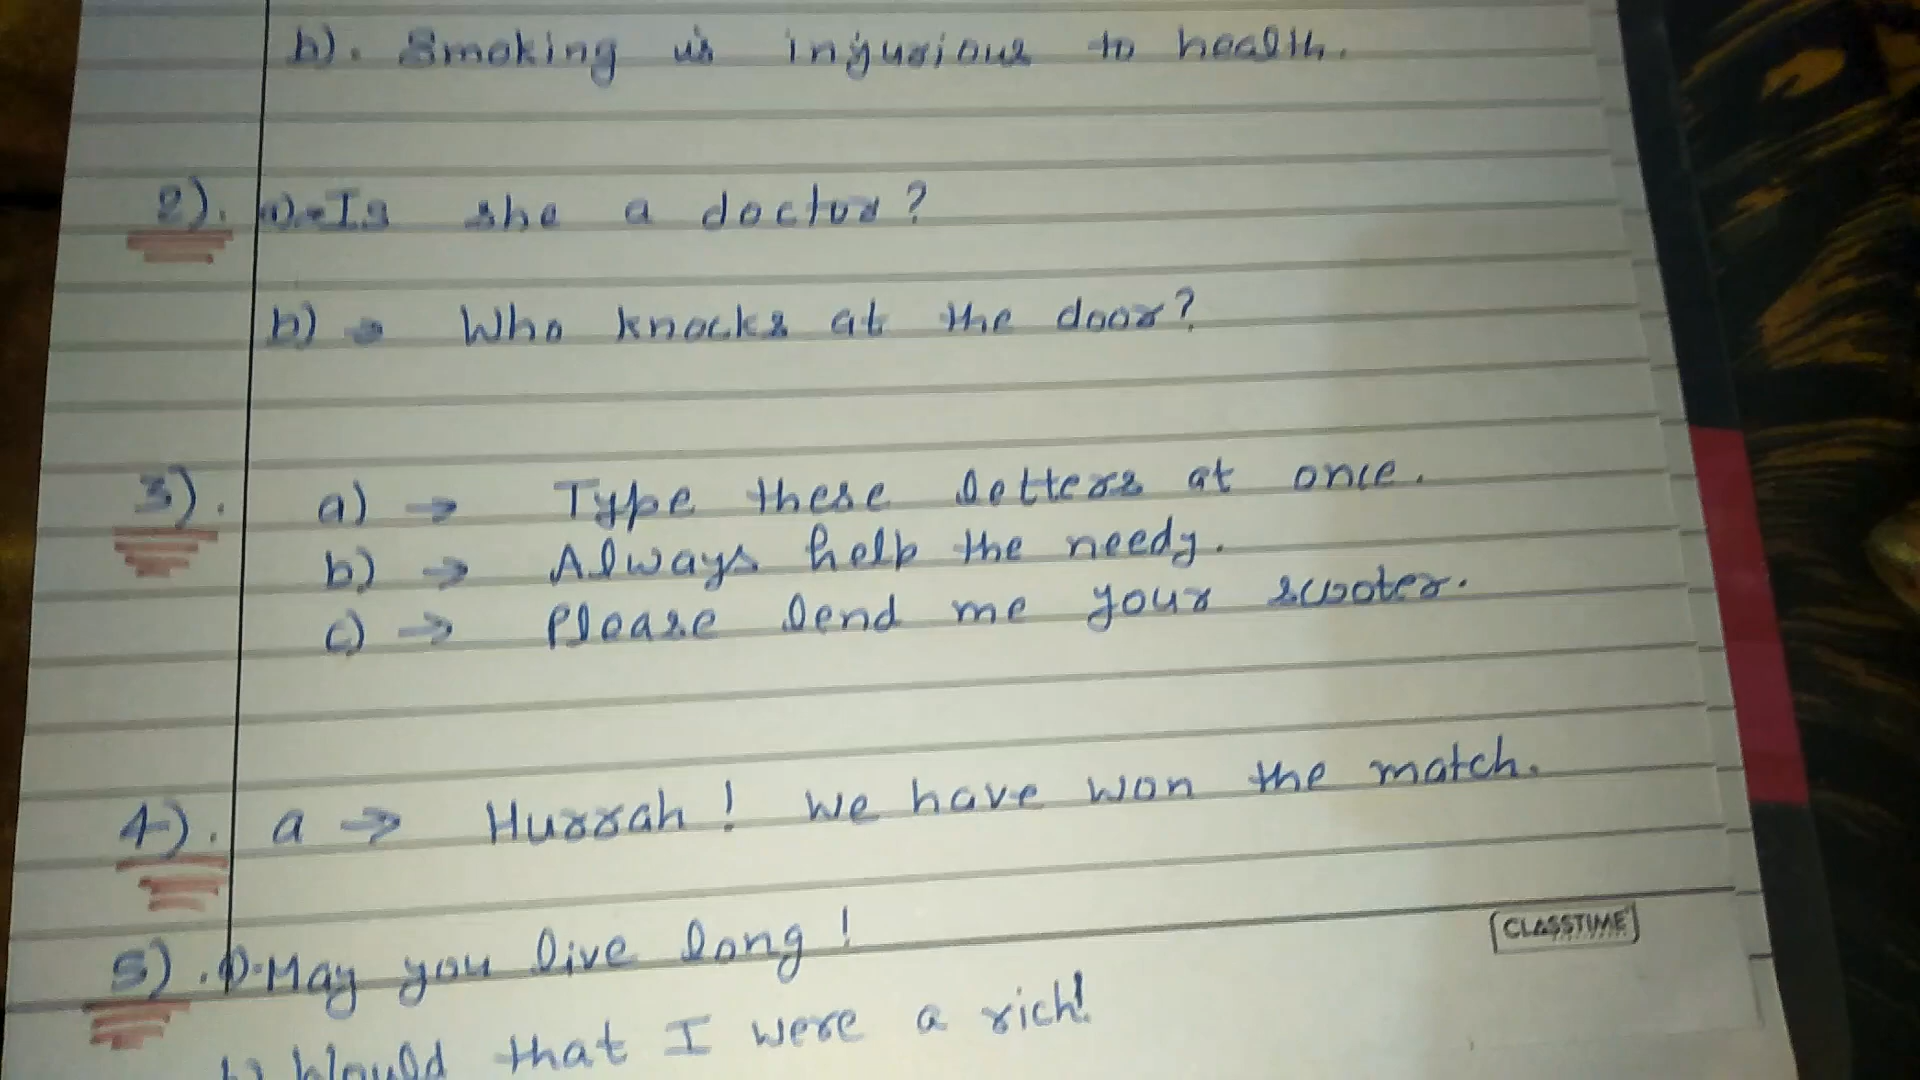 b). Smoking is injurious to health.
2). a). Is she a doctor?
b) → Who knocks at the door?
3). a) → Type these letters at once.
b) → Always help the needy.
c) → Please lend me your scooter.
4). a → Hurrah! We have won the match.
5). a). May you live long!
CLASSTIME
b) Would that I were a rich!